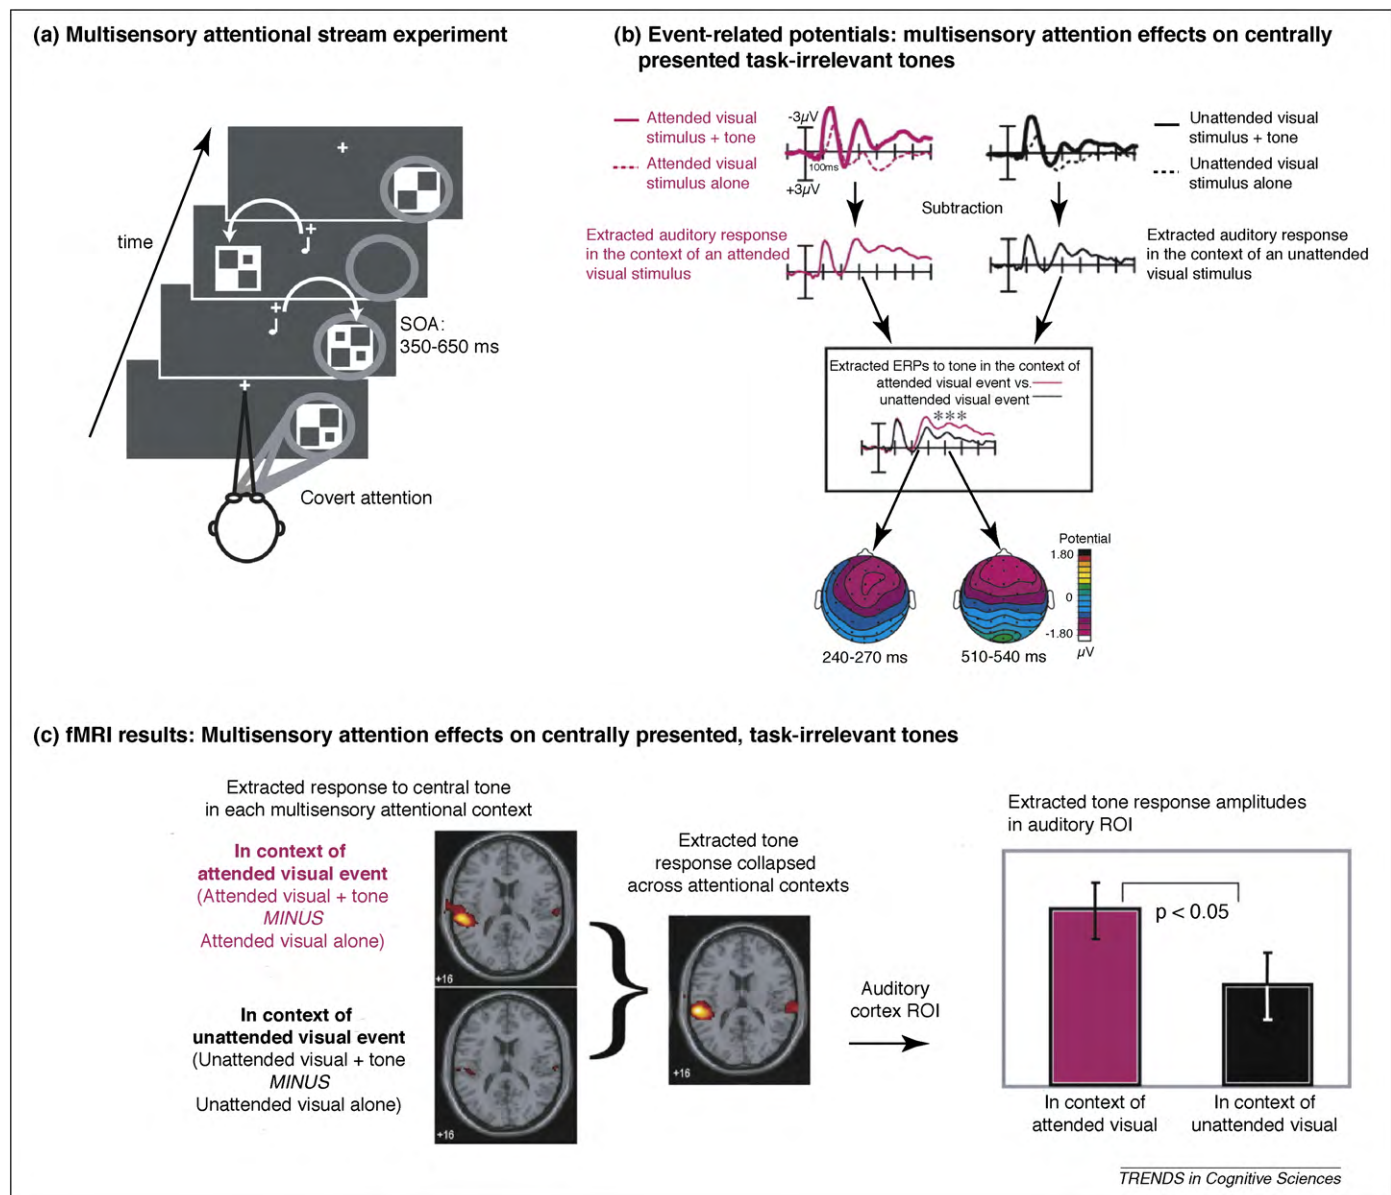 (a) Multisensory attentional stream experiment
time
SOA:
350-650 ms
Covert attention
(b) Event-related potentials: multisensory attention effects on centrally
presented task-irrelevant tones
Attended visual
stimulus + tone
Attended visual
stimulus alone
-3µV
100ms
+3µV
Unattended visual
stimulus + tone
Unattended visual
stimulus alone
Subtraction
Extracted auditory response
in the context of an attended
visual stimulus
Extracted auditory response
in the context of an unattended
visual stimulus
Extracted ERPs to tone in the context of
attended visual event vs.
unattended visual event
***
Potential
1.80
0
-1.80
µV
240-270 ms
510-540 ms
(c) fMRI results: Multisensory attention effects on centrally presented, task-irrelevant tones
Extracted response to central tone
in each multisensory attentional context
In context of
attended visual event
(Attended visual + tone
MINUS
Attended visual alone)
+16
In context of
unattended visual event
(Unattended visual + tone
MINUS
Unattended visual alone)
+16
Extracted tone
response collapsed
across attentional contexts
+16
Auditory
cortex ROI
Extracted tone response amplitudes
in auditory ROI
p < 0.05
In context of
attended visual
In context of
unattended visual
TRENDS in Cognitive Sciences